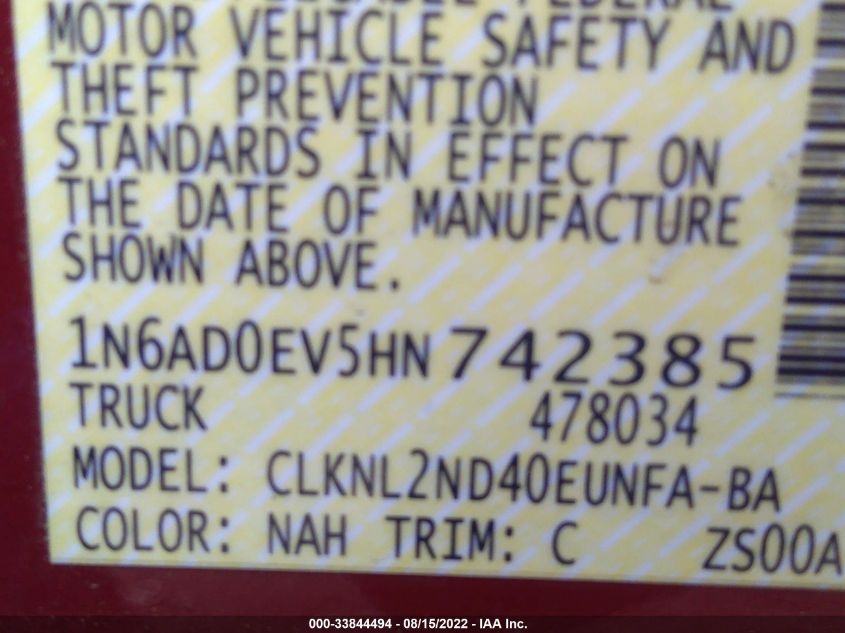 MOTOR VEHICLE SAFETY AND
THEFT PREVENTION
STANDARDS IN EFFECT ON
THE DATE OF MANUFACTURE
SHOWN ABOVE.
1N6AD0EV5HN742385
TRUCK 478034
MODEL: CLKNL2ND40EUNFA-BA
COLOR: NAH TRIM: C ZS00A
000-33844494 - 08/15/2022 - IAA Inc.